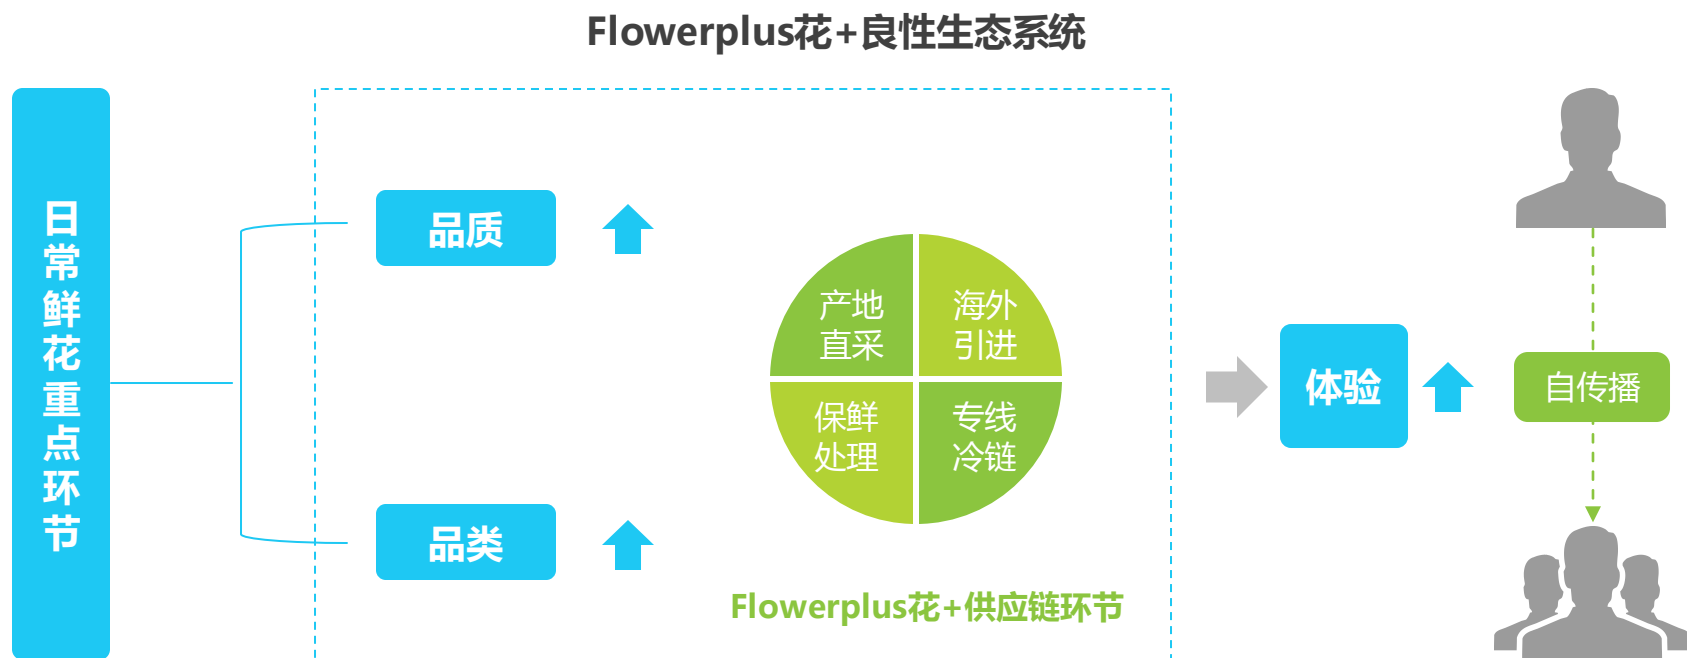 Flowerplus花+良性生态系统
日常鲜花重点环节
品质
品类
产地
直采
海外
引进
保鲜
处理
专线
冷链
Flowerplus花+供应链环节
体验
自传播